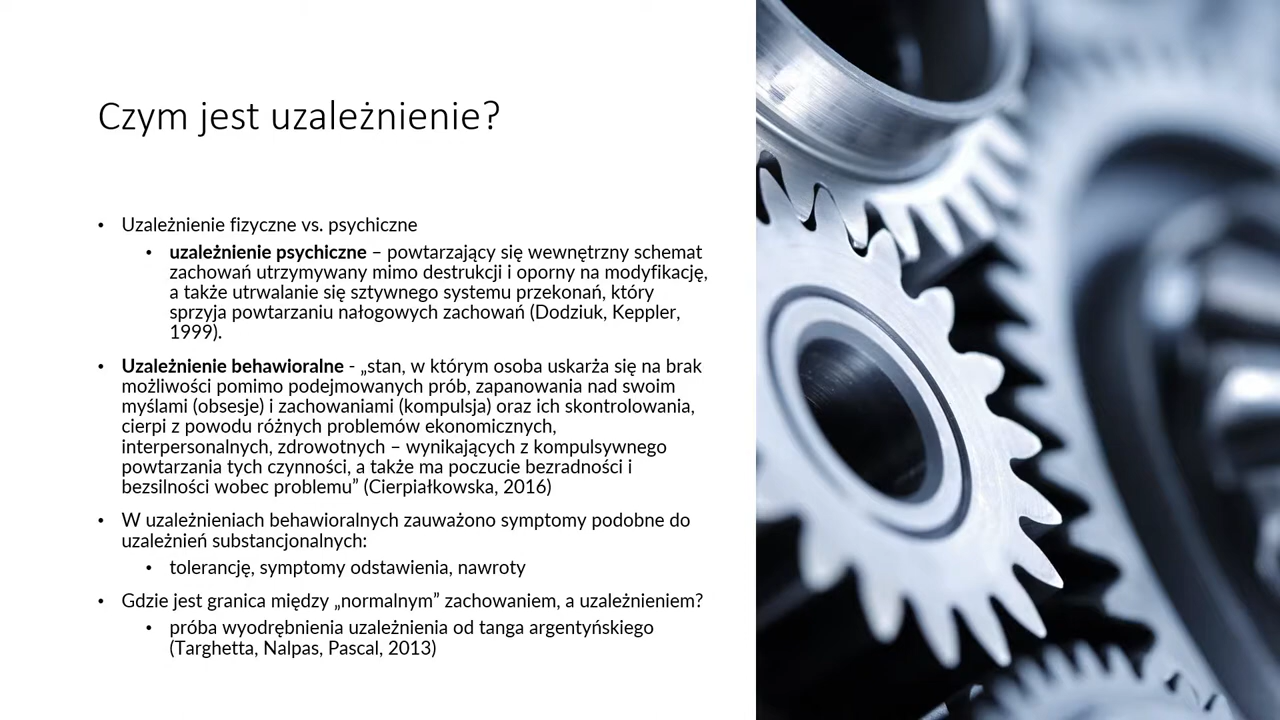 Czym jest uzależnienie?
• Uzależnienie fizyczne vs. psychiczne
• uzależnienie psychiczne – powtarzający się wewnętrzny schemat
zachowań utrzymywany mimo destrukcji i oporny na modyfikację,
a także utrwalanie się sztywnego systemu przekonań, który
sprzyja powtarzaniu nałogowych zachowań (Dodziuk, Keppler,
1999).
• Uzależnienie behawioralne - „stan, w którym osoba uskarża się na brak
możliwości pomimo podejmowanych prób, zapanowania nad swoim
myślami (obsesje) i zachowaniami (kompulsja) oraz ich skontrolowania,
cierpi z powodu różnych problemów ekonomicznych,
interpersonalnych, zdrowotnych – wynikających z kompulsywnego
powtarzania tych czynności, a także ma poczucie bezradności i
bezsilności wobec problemu” (Cierpiałkowska, 2016)
• W uzależnieniach behawioralnych zauważono symptomy podobne do
uzależnień substancjonalnych:
• tolerancję, symptomy odstawienia, nawroty
• Gdzie jest granica między „normalnym” zachowaniem, a uzależnieniem?
• próba wyodrębnienia uzależnienia od tanga argentyńskiego
(Targhetta, Nalpas, Pascal, 2013)